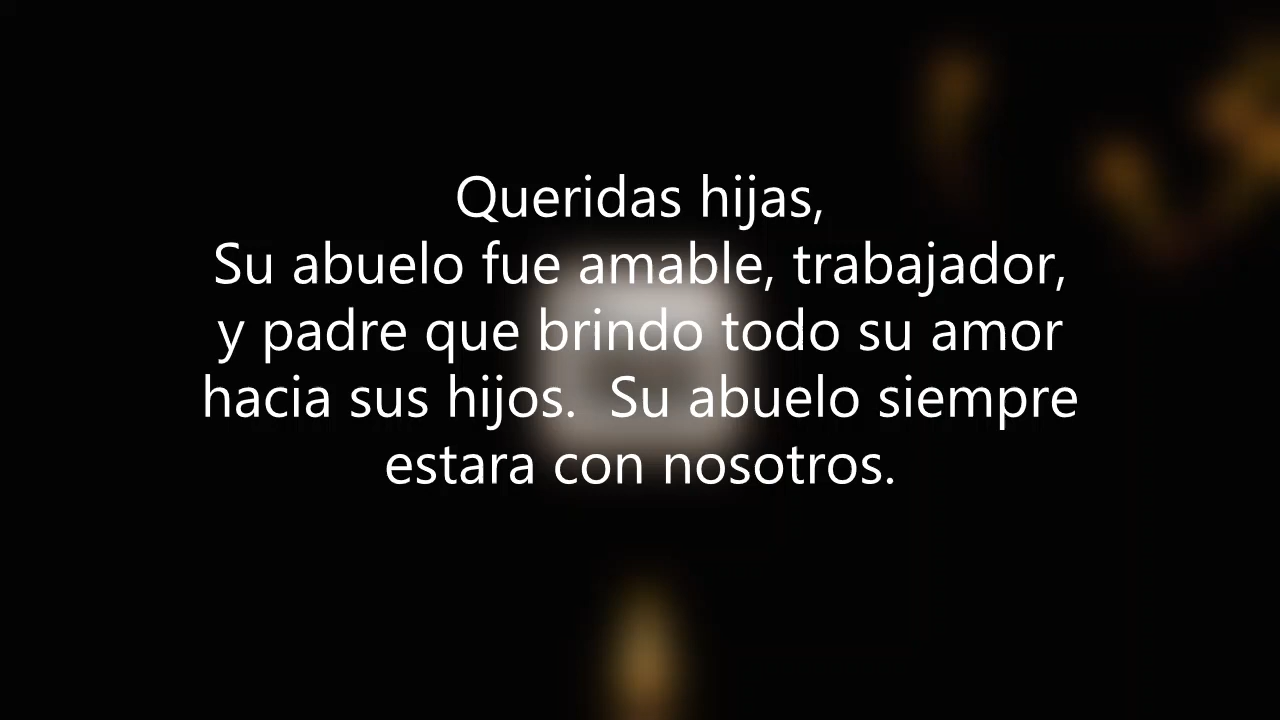 Queridas hijas,
Su abuelo fue amable, trabajador,
y padre que brindo todo su amor
hacia sus hijos.  Su abuelo siempre
estara con nosotros.